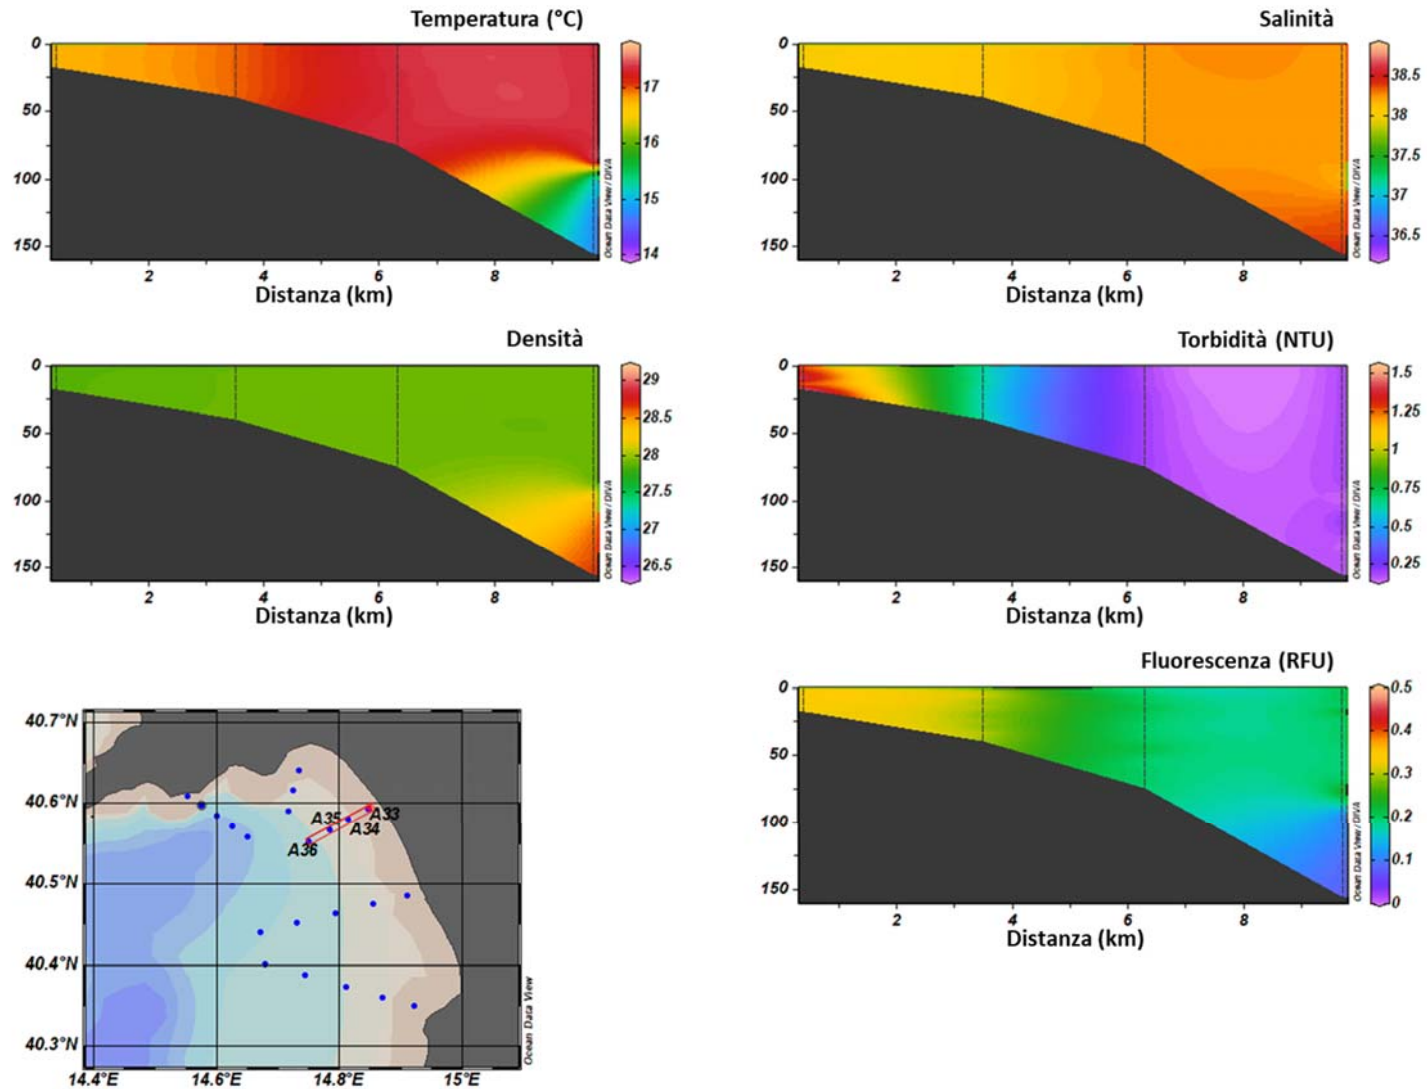 Temperatura (°C)
0
50
100
150
2
4
6
8
Distanza (km)
17
16
15
14
Ocean Data View / DIVA
Salinità
0
50
100
150
2
4
6
8
Distanza (km)
38.5
38
37.5
37
36.5
Ocean Data View / DIVA
Densità
0
50
100
150
2
4
6
8
Distanza (km)
29
28.5
28
27.5
27
26.5
Ocean Data View / DIVA
Torbidità (NTU)
0
50
100
150
2
4
6
8
Distanza (km)
1.5
1.25
1
0.75
0.5
0.25
Ocean Data View / DIVA
Fluorescenza (RFU)
0
50
100
150
2
4
6
8
Distanza (km)
0.5
0.4
0.3
0.2
0.1
0
Ocean Data View / DIVA
40.7°N
40.6°N
40.5°N
40.4°N
40.3°N
14.4°E
14.6°E
14.8°E
15°E
A35
A33
A34
A36
Ocean Data View